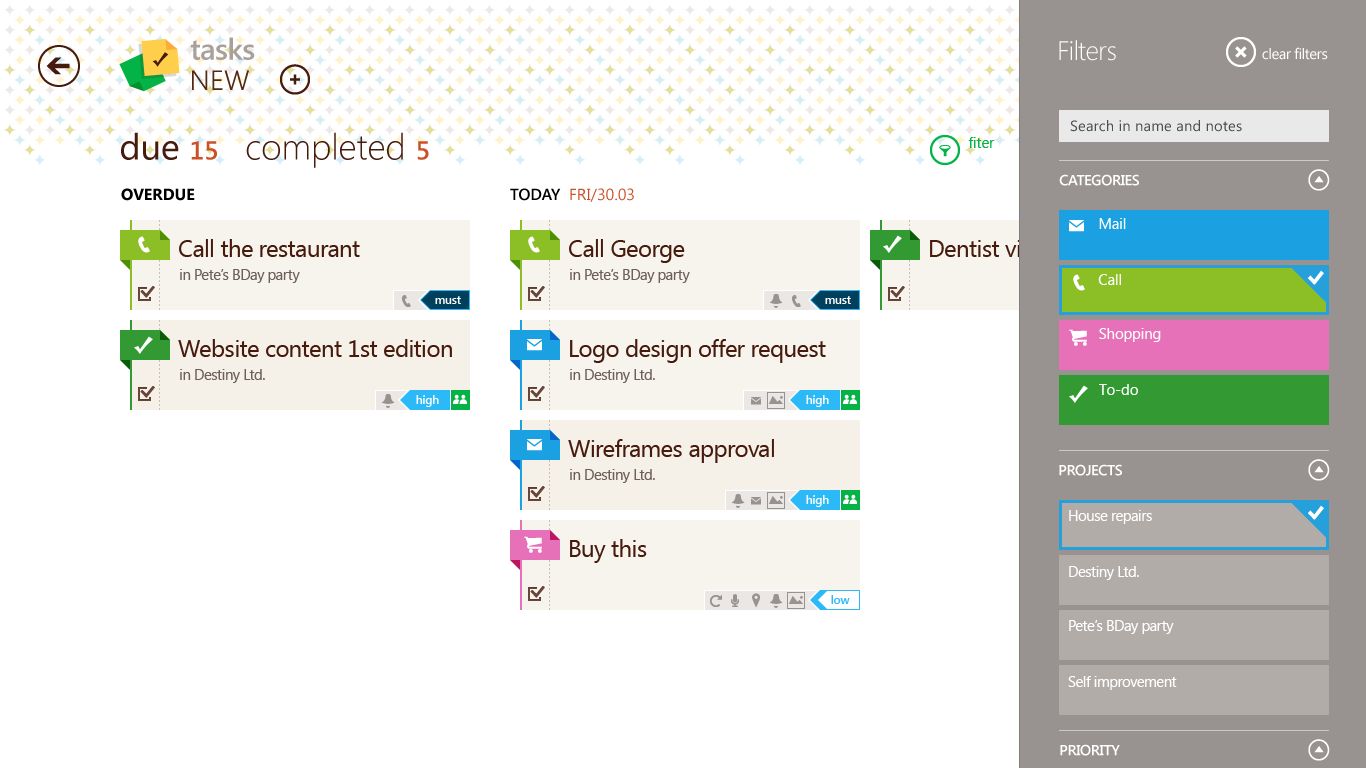 tasks
NEW
due 15 completed 5
fiter
OVERDUE
Call the restaurant
in Pete's BDay party
must
Website content 1st edition
in Destiny Ltd.
high
TODAY FRI/30.03
Call George
in Pete's BDay party
must
Logo design offer request
in Destiny Ltd.
high
Wireframes approval
in Destiny Ltd.
high
Buy this
low
Dentist vi
Filters
clear filters
Search in name and notes
CATEGORIES
Mail
Call
Shopping
To-do
PROJECTS
House repairs
Destiny Ltd.
Pete's BDay party
Self improvement
PRIORITY